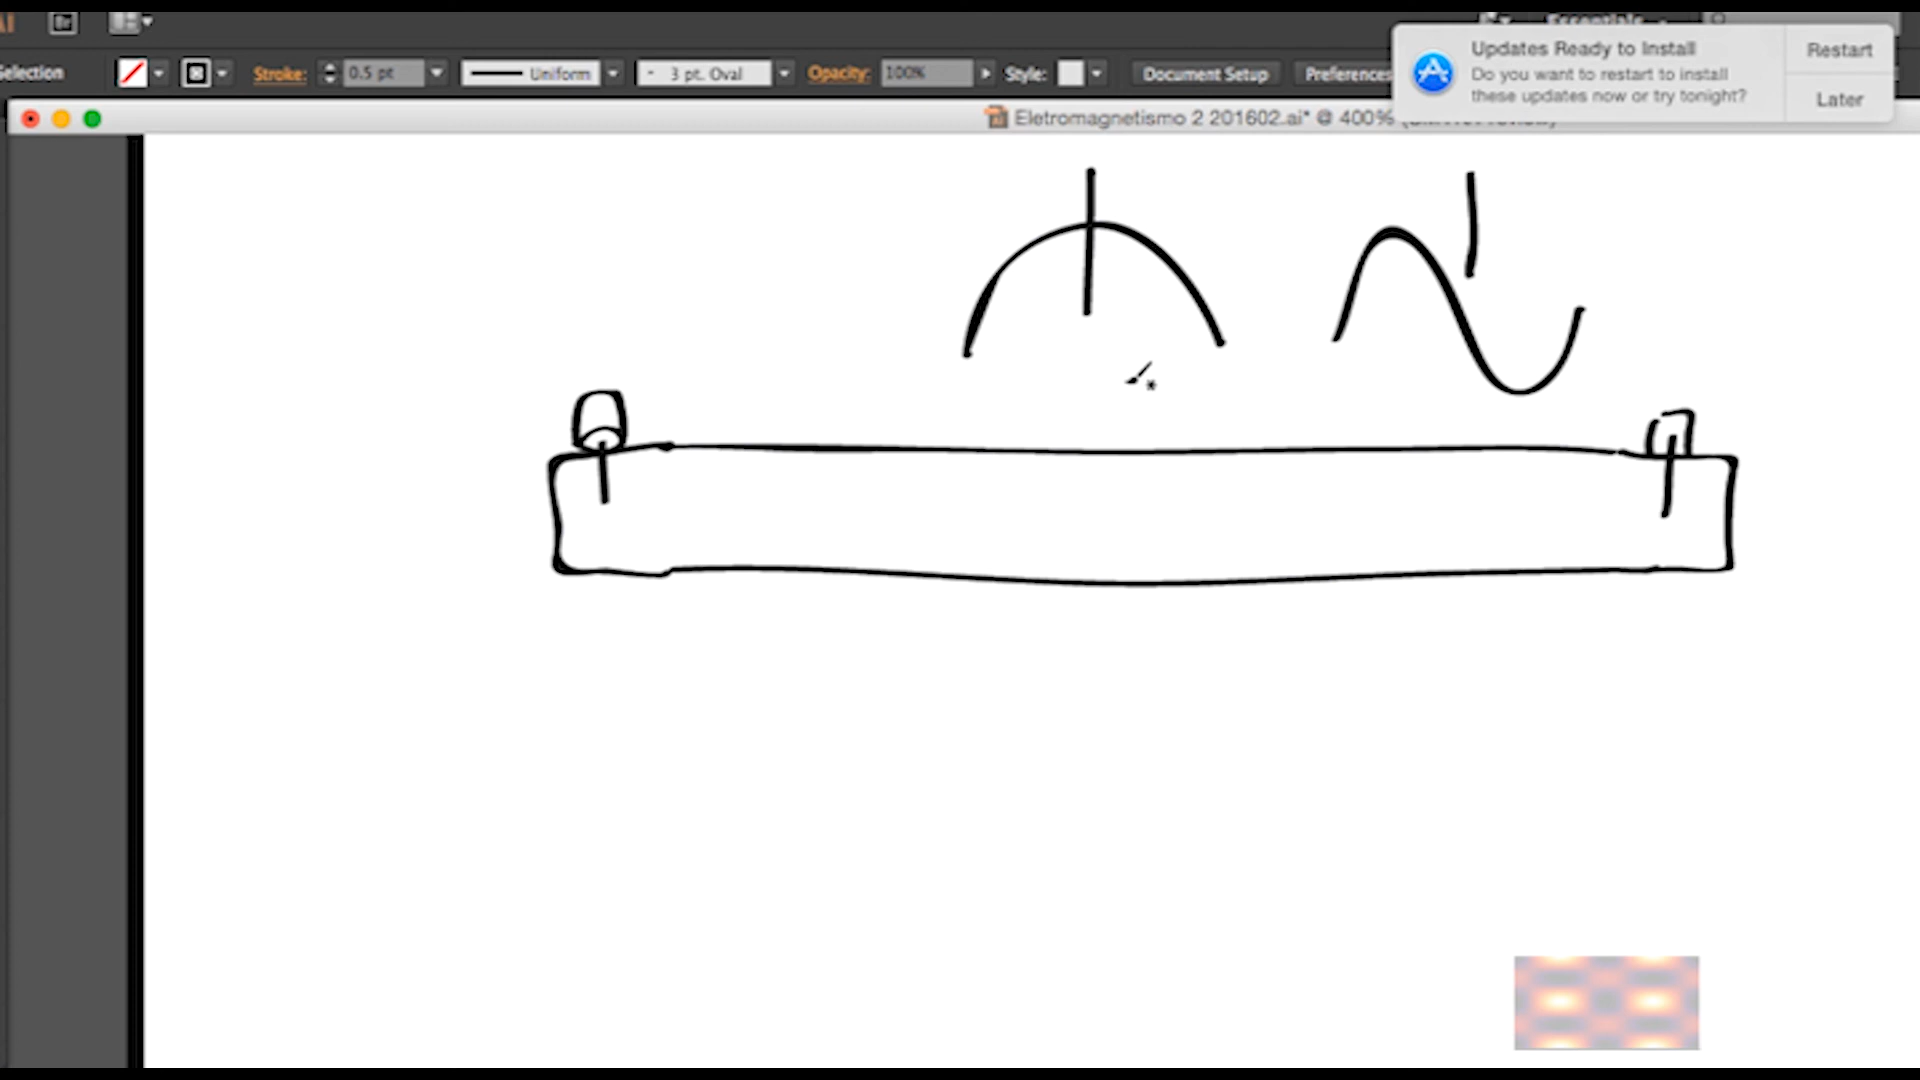 Br
Selection
Stroke:
0.5 pt
Uniform
3 pt. Oval
Opacity:
100%
Style:
Document Setup
Preferences
Essentials
Updates Ready to Install
Do you want to restart to install
these updates now or try tonight?
Restart
Later
Eletromagnetismo 2 201602.ai* @ 400%